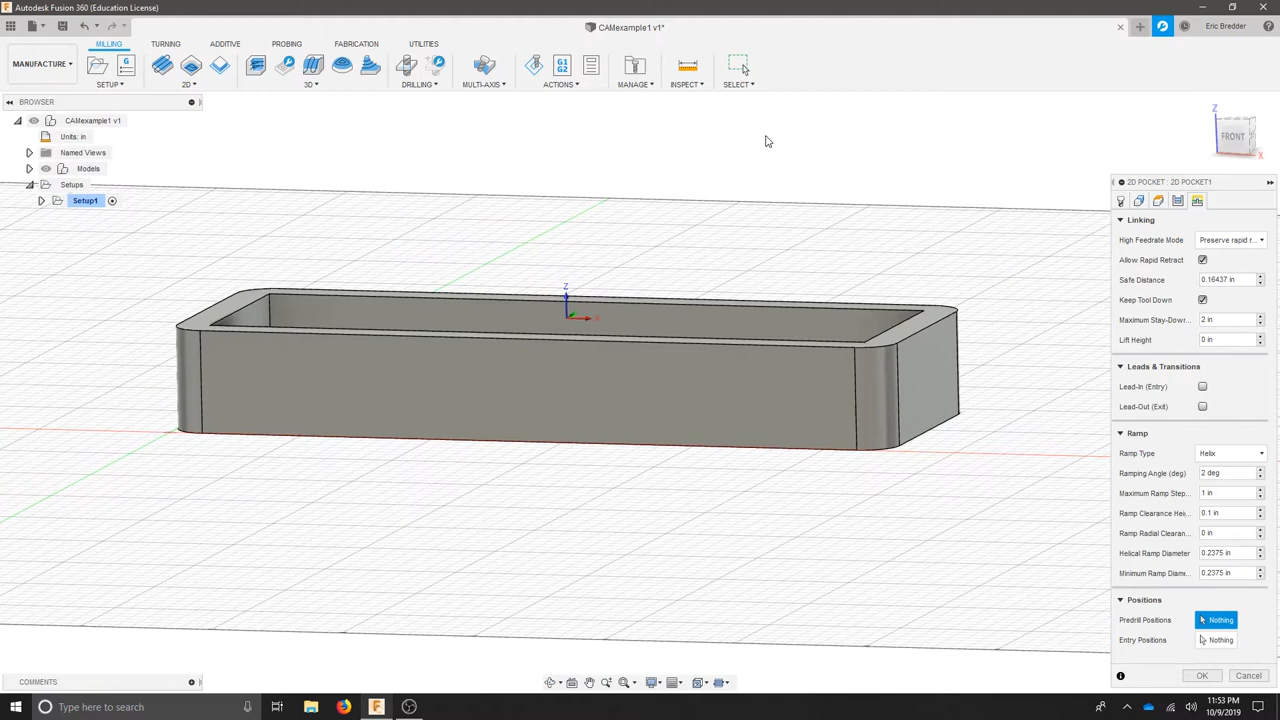 Autodesk Fusion 360 (Education License)
CAMexample1 v1*
Eric Bredder
MANUFACTURE
MILLING TURNING ADDITIVE PROBING FABRICATION UTILITIES
G
G1
G2
SETUP 2D 3D DRILLING MULTI-AXIS ACTIONS MANAGE INSPECT SELECT
BROWSER
CAMexample1 v1
Units: in
Named Views
Models
Setups
Setup1
Z
FRONT
X
Z
X
2D POCKET : 2D POCKET1
Linking
High Feedrate Mode Preserve rapid r...
Allow Rapid Retract
Safe Distance 0.16437 in
Keep Tool Down
Maximum Stay-Dow... 2 in
Lift Height 0 in
Leads & Transitions
Lead-In (Entry)
Lead-Out (Exit)
Ramp
Ramp Type Helix
Ramping Angle (deg) 2 deg
Maximum Ramp Step... 1 in
Ramp Clearance Hei... 0.1 in
Ramp Radial Clearan... 0 in
Helical Ramp Diameter 0.2375 in
Minimum Ramp Diam... 0.2375 in
Positions
Predrill Positions Nothing
Entry Positions Nothing
OK Cancel
COMMENTS
Type here to search
11:53 PM
10/9/2019